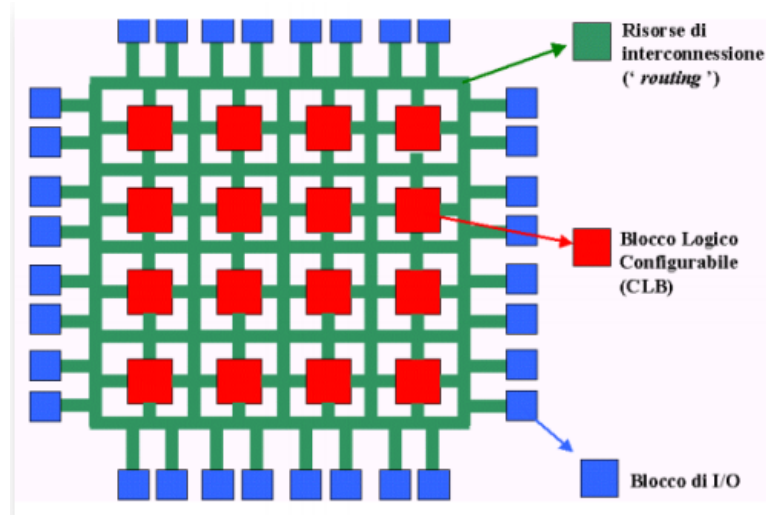 Risorse di
interconnessione
(‘ routing ’)
Blocco Logico
Configurabile
(CLB)
Blocco di I/O